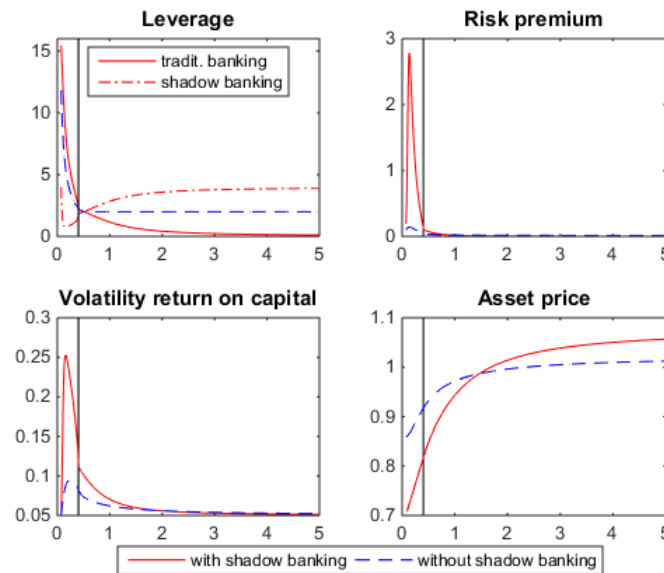 Leverage
15
10
5
0
0 1 2 3 4 5
tradit. banking
shadow banking
Risk premium
3
2
1
0
0 1 2 3 4 5
Volatility return on capital
0.3
0.25
0.2
0.15
0.1
0.05
0 1 2 3 4 5
Asset price
1.1
1
0.9
0.8
0.7
0 1 2 3 4 5
with shadow banking without shadow banking